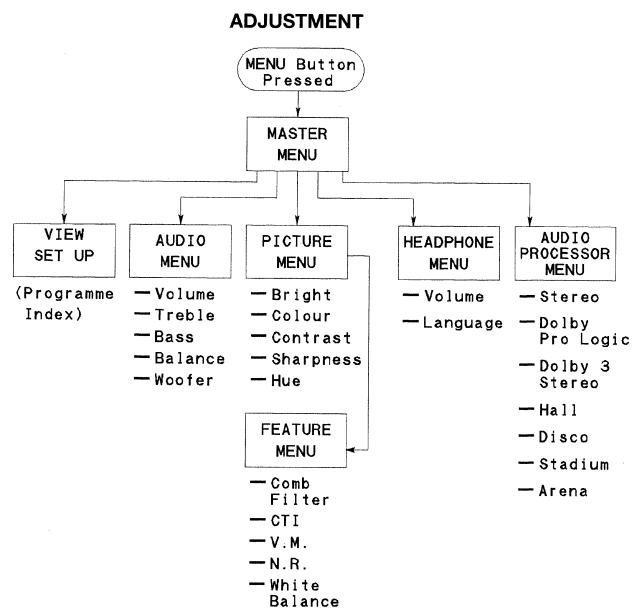 ADJUSTMENT
MENU Button
Pressed
MASTER
MENU
VIEW
SET UP
(Programme
Index)
AUDIO
MENU
— Volume
— Treble
— Bass
— Balance
— Woofer
PICTURE
MENU
— Bright
— Colour
— Contrast
— Sharpness
— Hue
FEATURE
MENU
— Comb
Filter
— CTI
— V.M.
— N.R.
— White
Balance
HEADPHONE
MENU
— Volume
— Language
AUDIO
PROCESSOR
MENU
— Stereo
— Dolby
Pro Logic
— Dolby 3
Stereo
— Hall
— Disco
— Stadium
— Arena